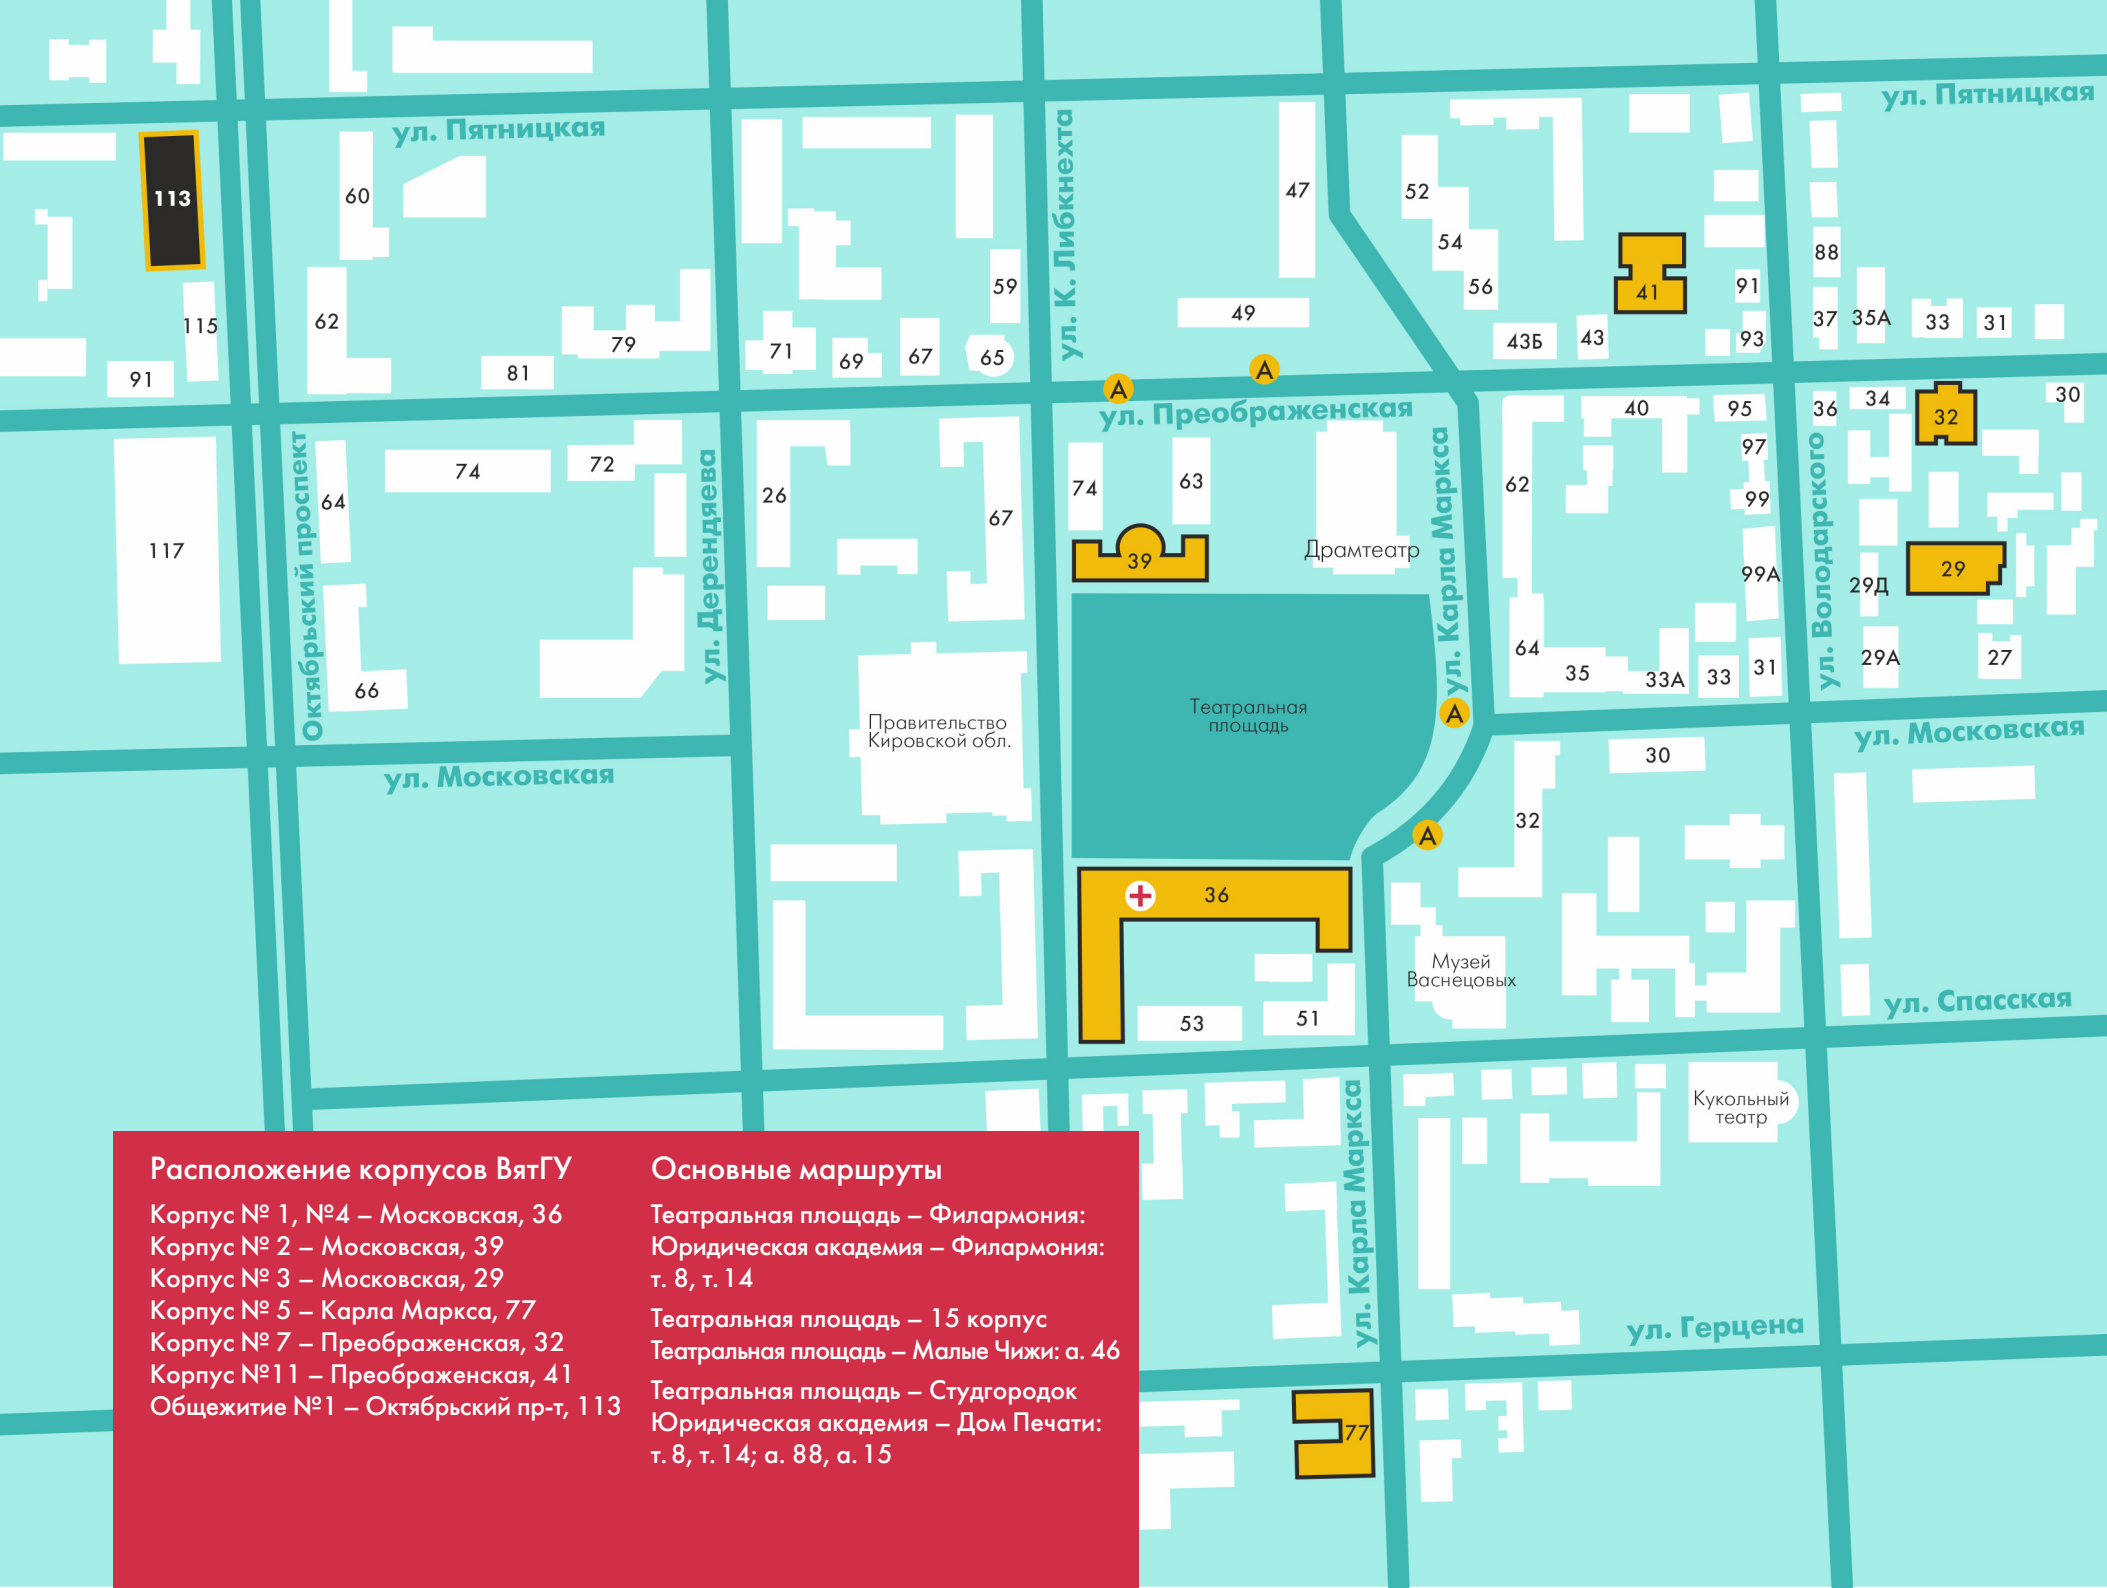 ул. Пятницкая
ул. Пятницкая
113
60
115
62
91
81
79
71
69
67
65
59
ул. К. Либкнехта
47
49
52
54
56
41
43Б
43
91
93
88
37
35А
33
31
А
А
ул. Преображенская
117
Октябрьский проспект
64
74
72
66
ул. Дерендяева
26
67
74
63
39
Драмтеатр
ул. Карла Маркса
62
40
95
97
99
99А
64
35
33А
33
31
ул. Володарского
36
34
32
30
29
29Д
29А
27
ул. Московская
ул. Московская
Правительство
Кировской обл.
Театральная
площадь
А
А
30
32
36
53
51
Музей
Васнецовых
ул. Спасская
Кукольный
театр
ул. Карла Маркса
ул. Герцена
77
Расположение корпусов ВятГУ
Корпус № 1, №4 – Московская, 36
Корпус № 2 – Московская, 39
Корпус № 3 – Московская, 29
Корпус № 5 – Карла Маркса, 77
Корпус № 7 – Преображенская, 32
Корпус №11 – Преображенская, 41
Общежитие №1 – Октябрьский пр-т, 113
Основные маршруты
Театральная площадь – Филармония:
Юридическая академия – Филармония:
т. 8, т. 14
Театральная площадь – 15 корпус
Театральная площадь – Малые Чижи: а. 46
Театральная площадь – Студгородок
Юридическая академия – Дом Печати:
т. 8, т. 14; а. 88, а. 15